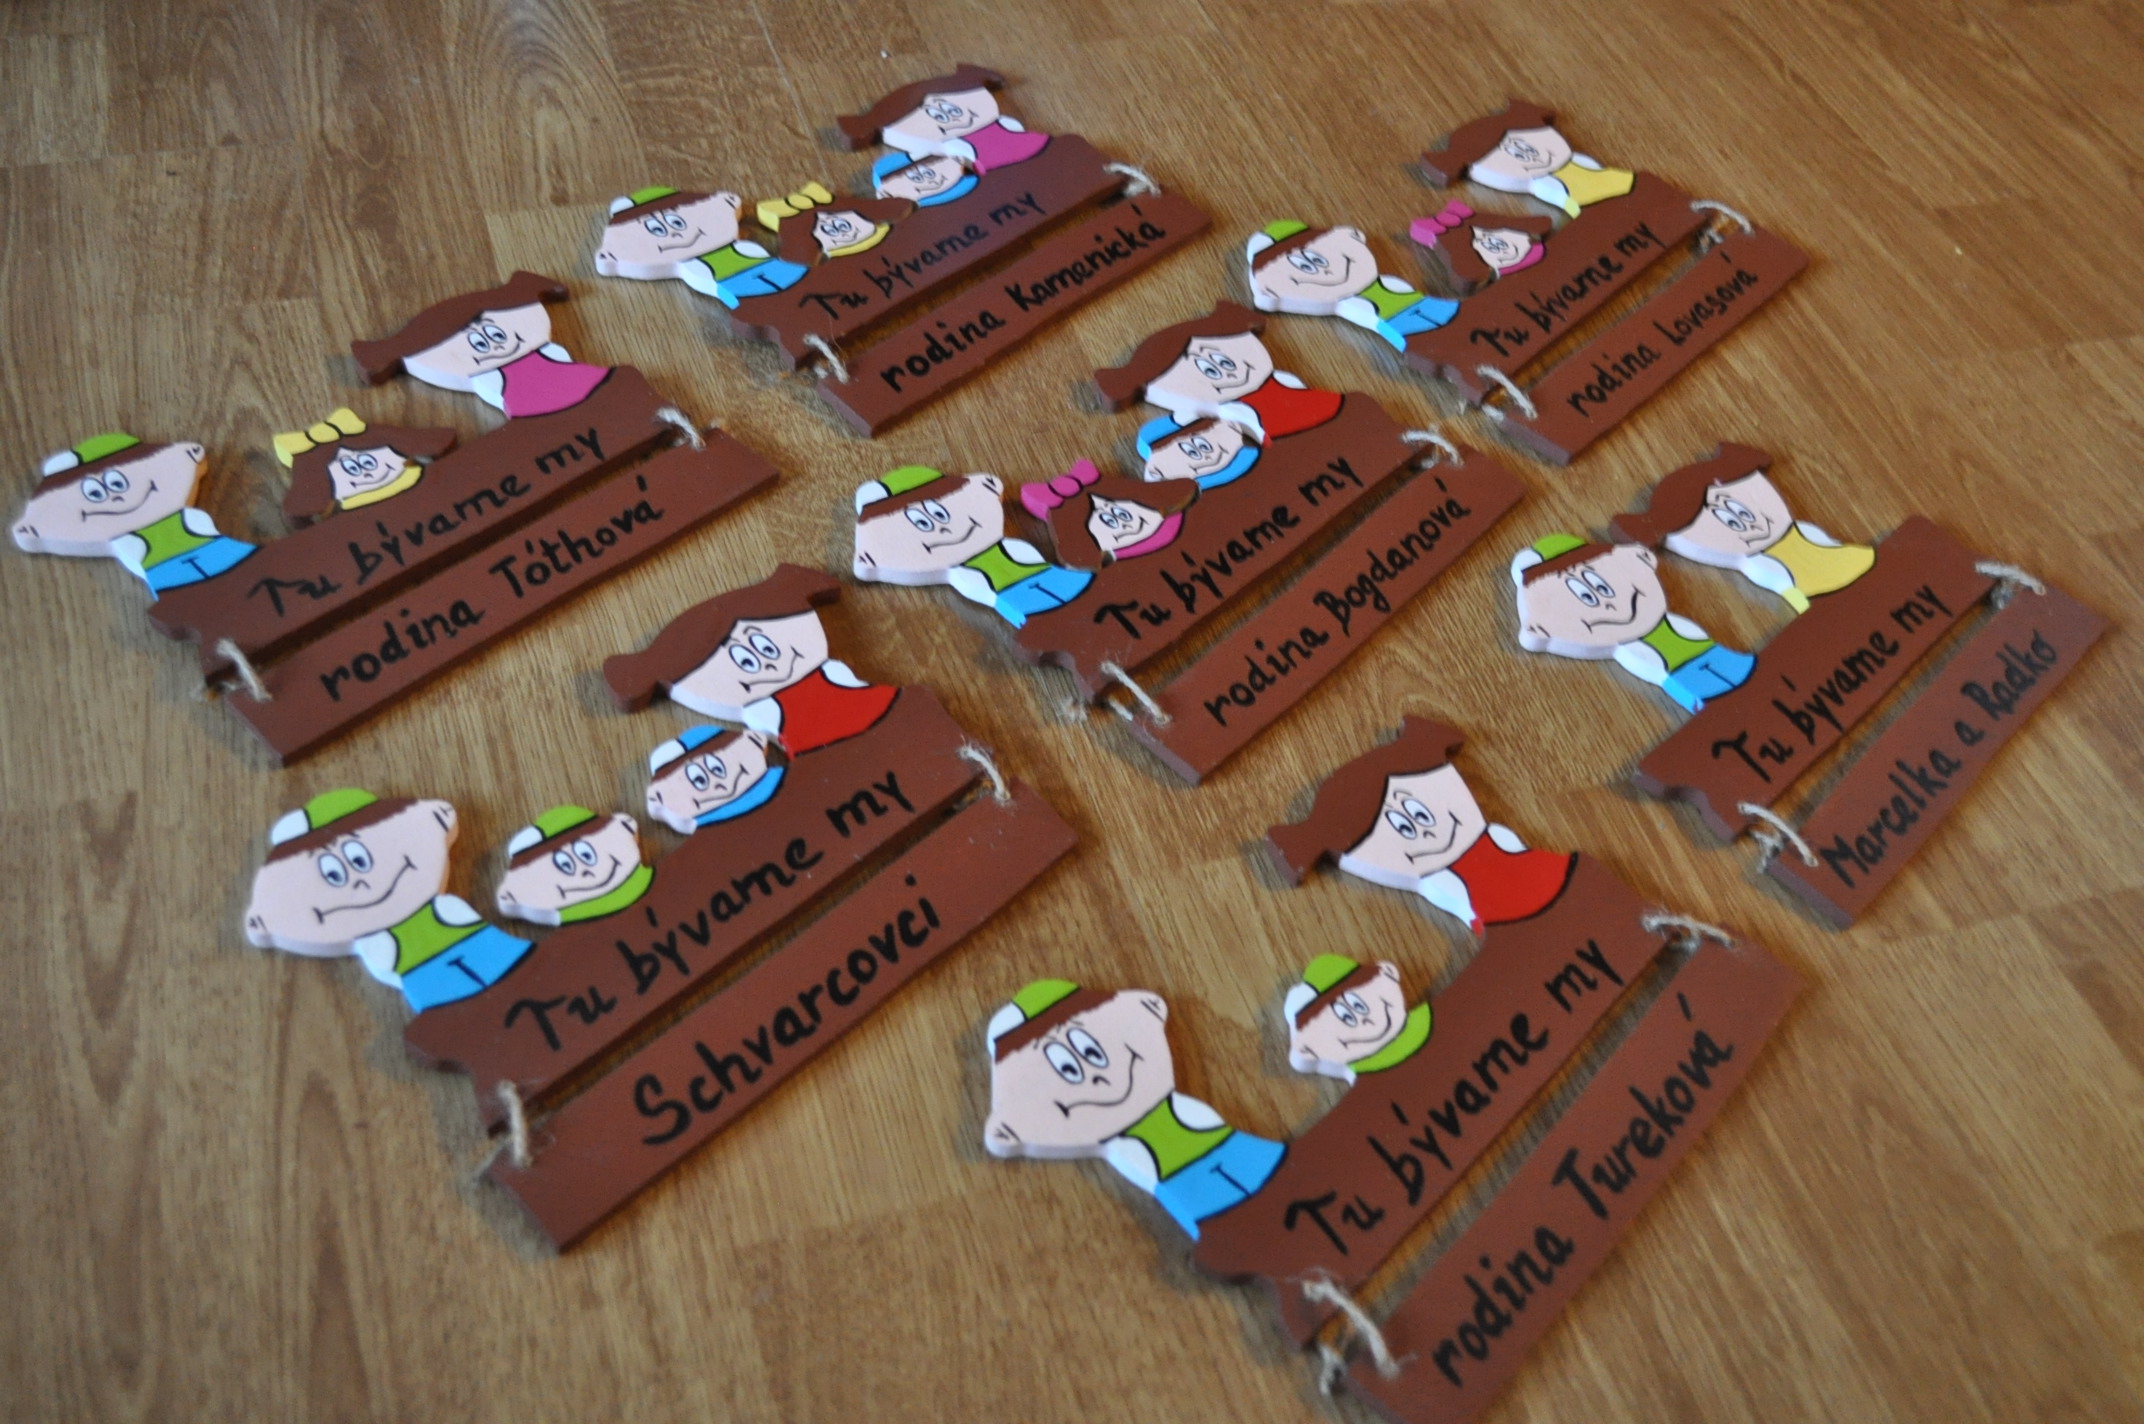 Tu bývame my
rodina Kamenická
Tu bývame my
rodina Lovasová
Tu bývame my
rodina Tóthová
Tu bývame my
rodina Bogdanová
Tu bývame my
Marcelka a Radko
Tu bývame my
Schvarcovci
Tu bývame my
rodina Tureková